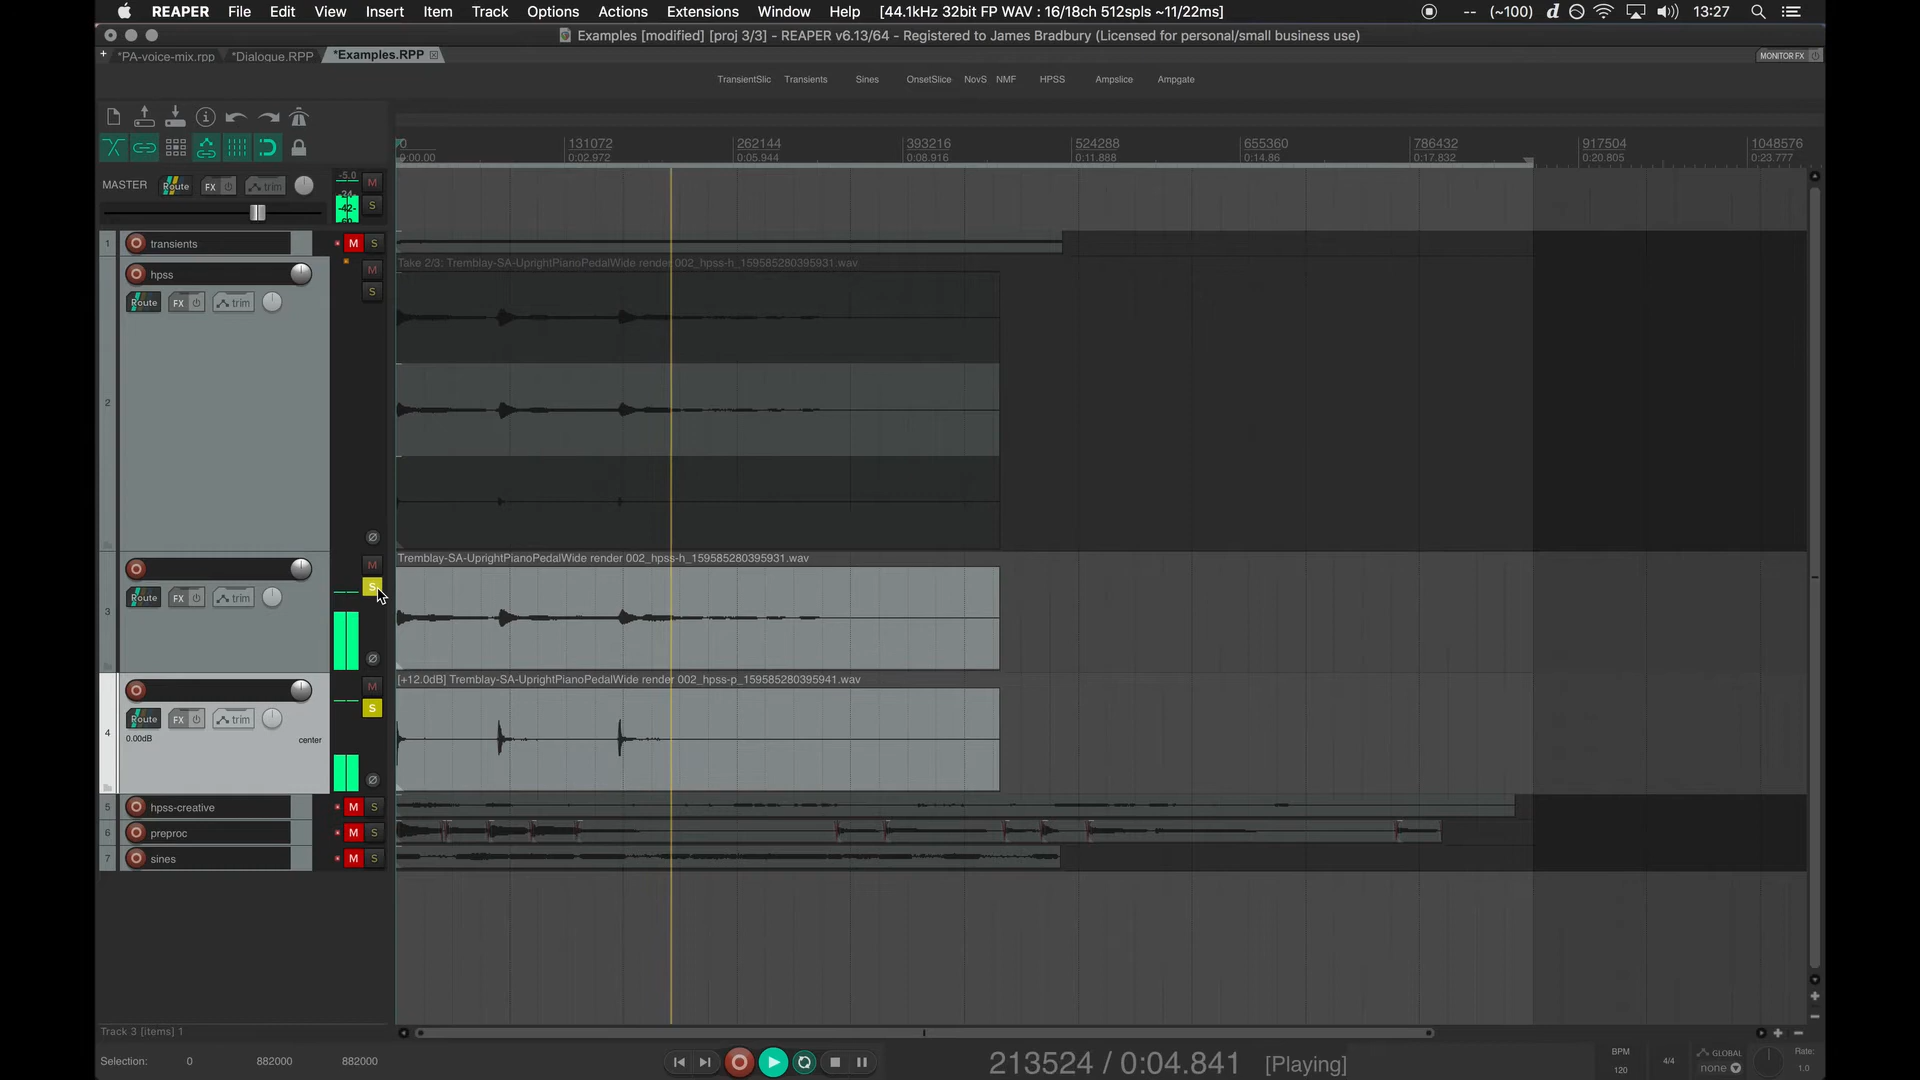 REAPER File Edit View Insert Item Track Options Actions Extensions Window Help [44.1kHz 32bit FP WAV : 16/18ch 512spls ~11/22ms] -- (~100) d 13:27
Examples [modified] [proj 3/3] - REAPER v6.13/64 - Registered to James Bradbury (Licensed for personal/small business use)
+ *PA-voice-mix.rpp *Dialogue.RPP *Examples.RPP MONITOR FX
TransientSlic Transients Sines OnsetSlice NovS NMF HPSS Ampslice Ampgate
0 131072 262144 393216 524288 655360 786432 917504 1048576
0:00.00 0:02.972 0:05.944 0:08.916 0:11.888 0:14.86 0:17.832 0:20.805 0:23.777
MASTER Route FX trim -5.0 M
-24
-42- S
-60
1 transients M S
Take 2/3: Tremblay-SA-UprightPianoPedalWide render 002_hpss-h_159585280395931.wav
hpss M
Route FX trim S
2
Tremblay-SA-UprightPianoPedalWide render 002_hpss-h_159585280395931.wav
M
Route FX trim S
3
[+12.0dB] Tremblay-SA-UprightPianoPedalWide render 002_hpss-p_159585280395941.wav
M
Route FX trim S
4 0.00dB center
5 hpss-creative M S
6 preproc M S
7 sines M S
Track 3 [items] 1
Selection: 0 882000 882000 213524 / 0:04.841 [Playing] BPM 120 4/4 GLOBAL none Rate: 1.0